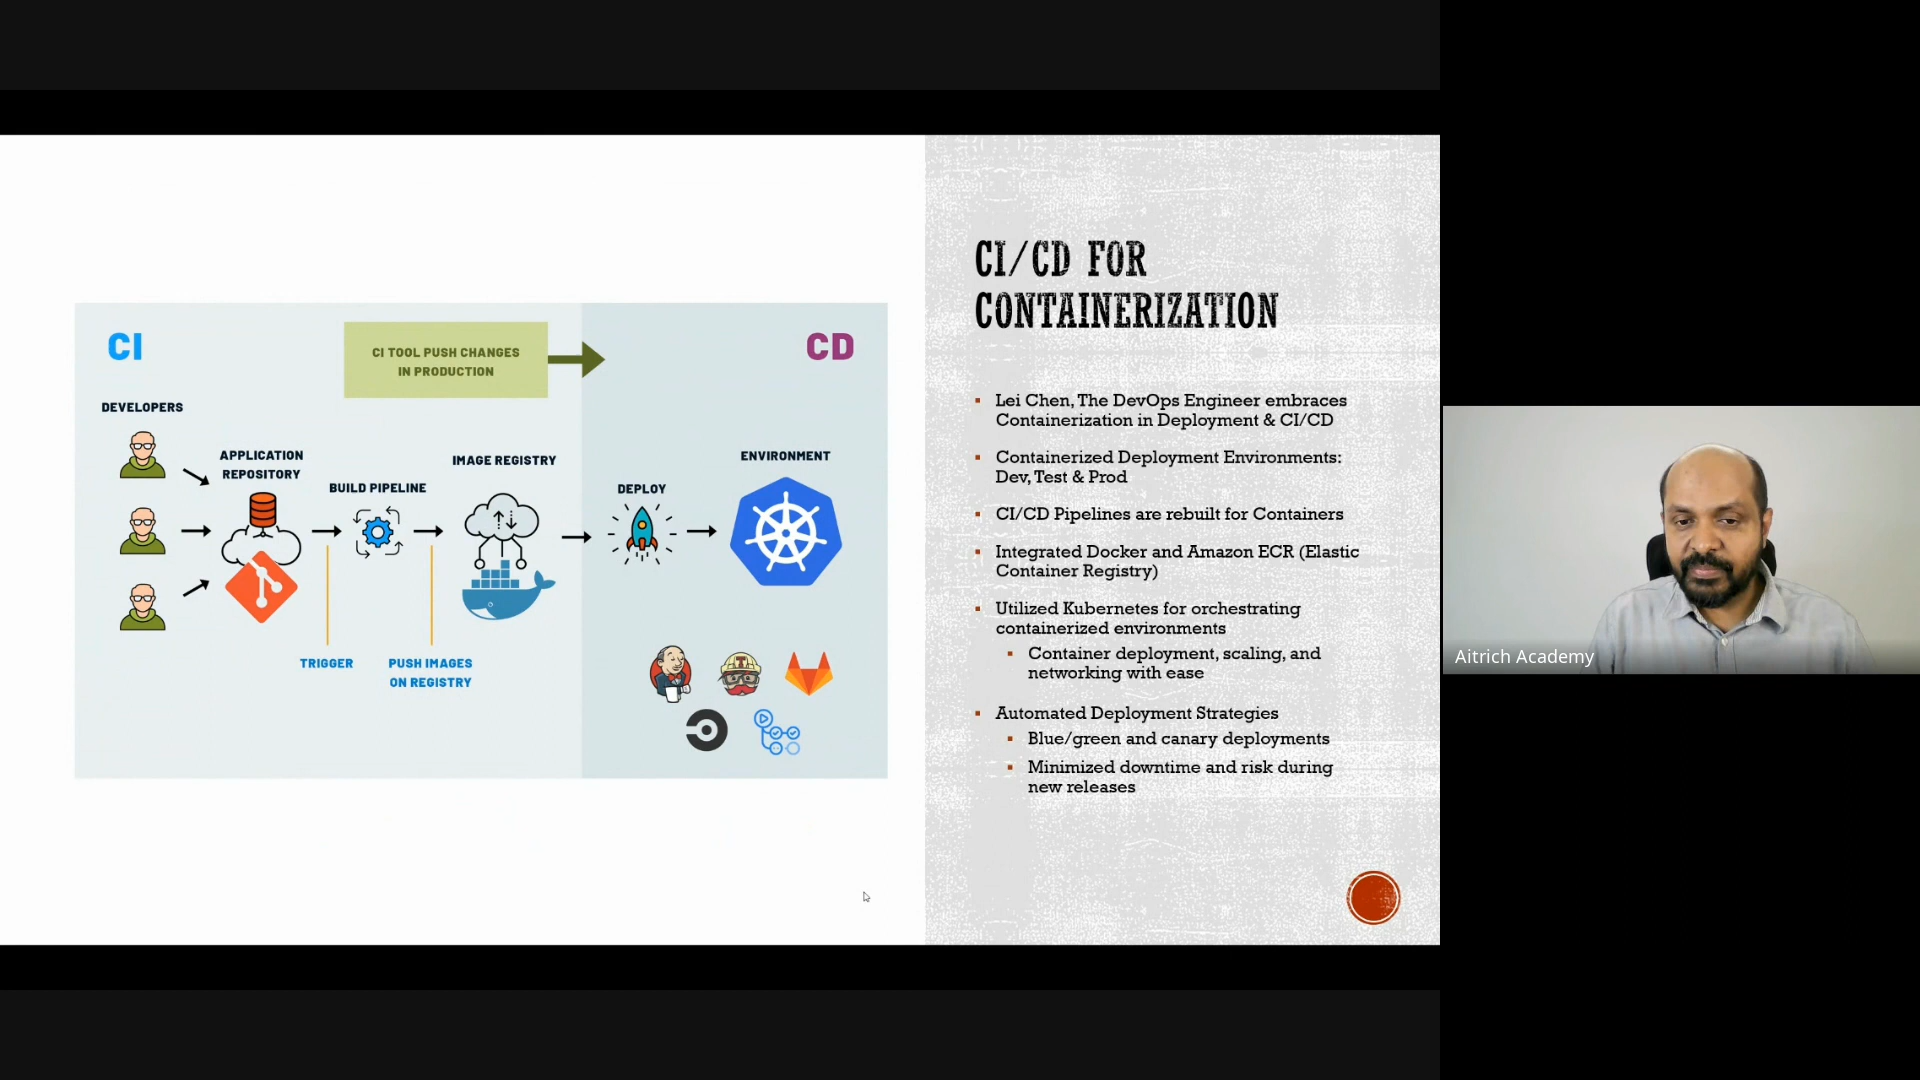 CI/CD FOR
CONTAINERIZATION
CI
CI TOOL PUSH CHANGES
IN PRODUCTION
CD
DEVELOPERS
APPLICATION
REPOSITORY
BUILD PIPELINE
IMAGE REGISTRY
DEPLOY
ENVIRONMENT
TRIGGER
PUSH IMAGES
ON REGISTRY
T
Lei Chen, The DevOps Engineer embraces
Containerization in Deployment & CI/CD
Containerized Deployment Environments:
Dev, Test & Prod
CI/CD Pipelines are rebuilt for Containers
Integrated Docker and Amazon ECR (Elastic
Container Registry)
Utilized Kubernetes for orchestrating
containerized environments
Container deployment, scaling, and
networking with ease
Automated Deployment Strategies
Blue/green and canary deployments
Minimized downtime and risk during
new releases
Aitrich Academy